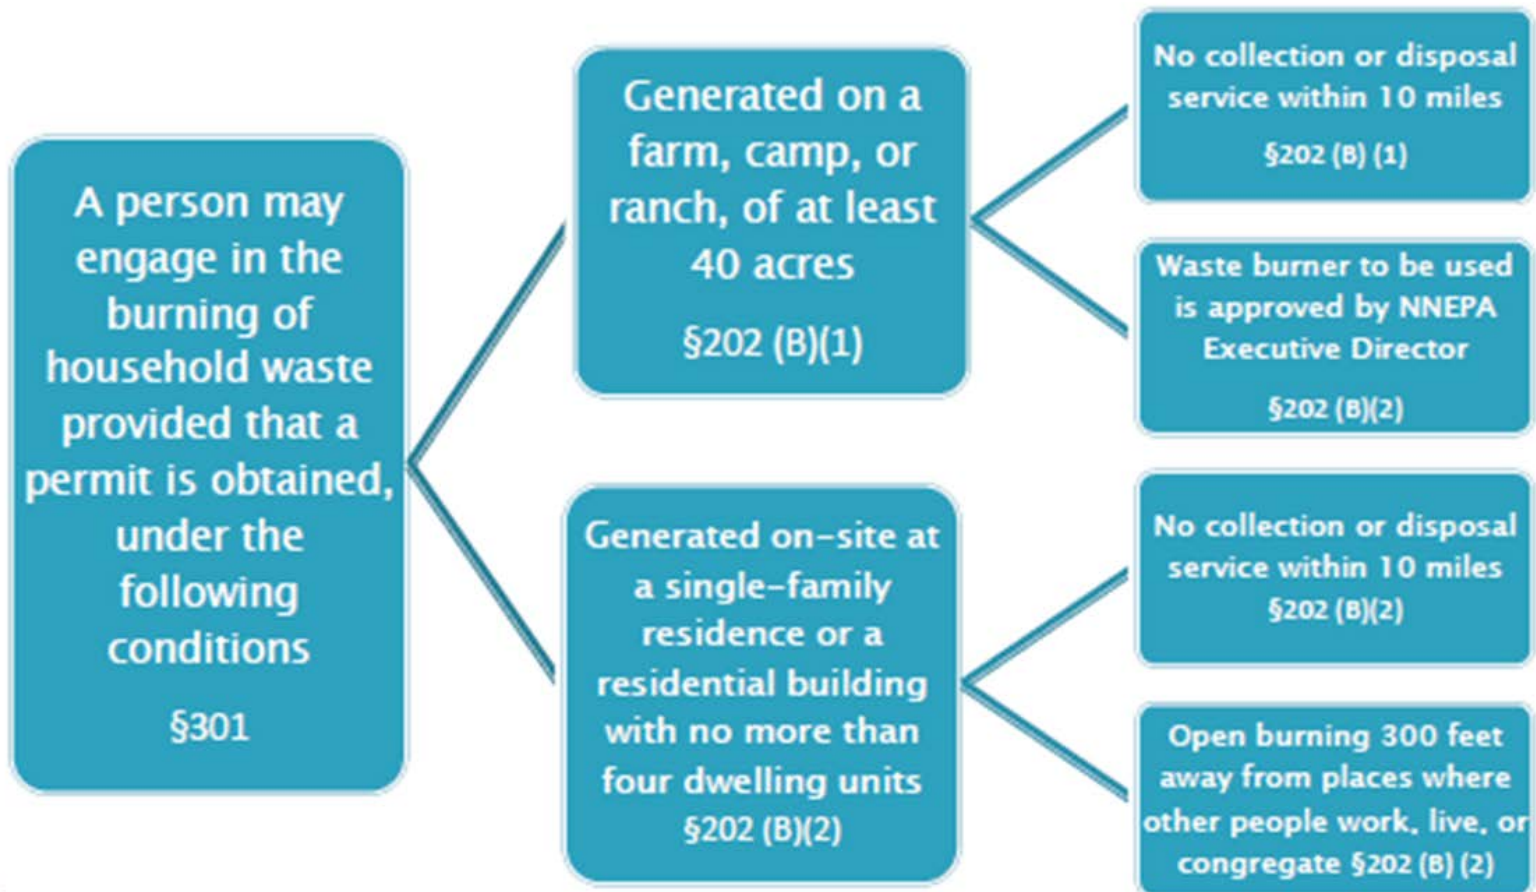 A person may
engage in the
burning of
household waste
provided that a
permit is obtained,
under the
following
conditions
§301
Generated on a
farm, camp, or
ranch, of at least
40 acres
§202 (B)(1)
Generated on-site at
a single-family
residence or a
residential building
with no more than
four dwelling units
§202 (B)(2)
No collection or disposal
service within 10 miles
§202 (B) (1)
Waste burner to be used
is approved by NNEPA
Executive Director
§202 (B)(2)
No collection or disposal
service within 10 miles
§202 (B)(2)
Open burning 300 feet
away from places where
other people work, live, or
congregate §202 (B) (2)